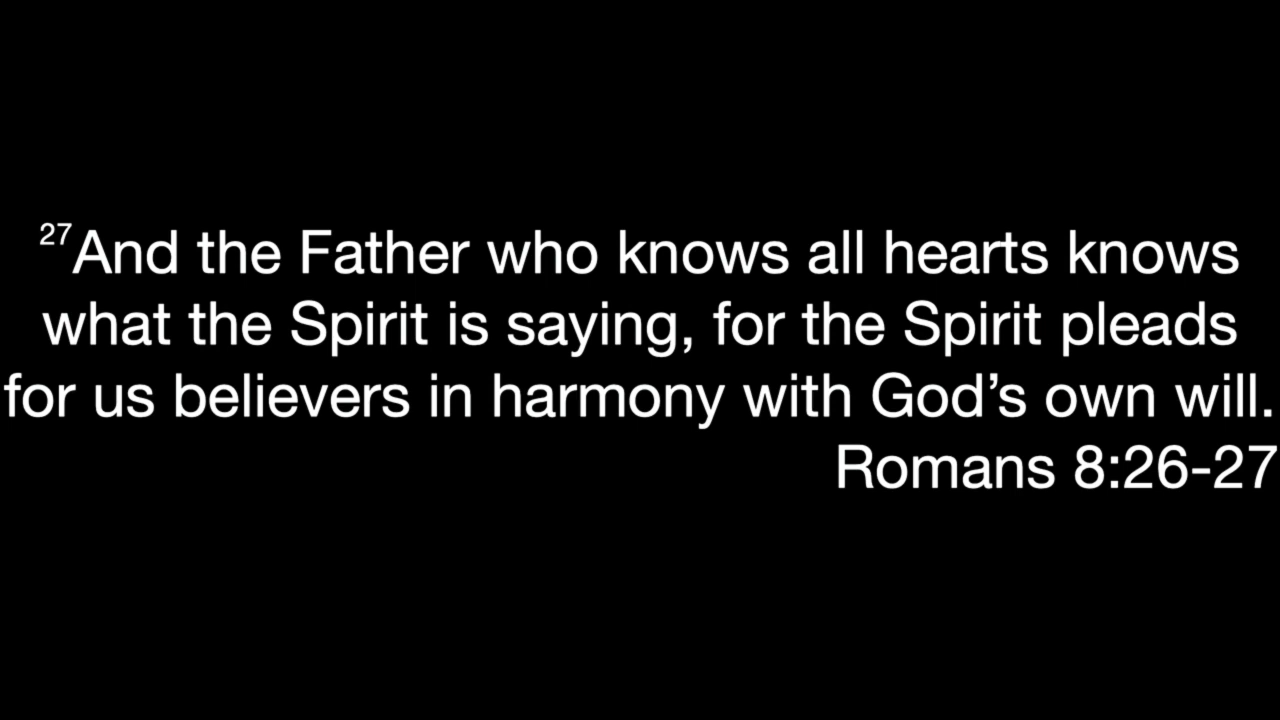 27And the Father who knows all hearts knows
what the Spirit is saying, for the Spirit pleads
for us believers in harmony with God’s own will.
Romans 8:26-27